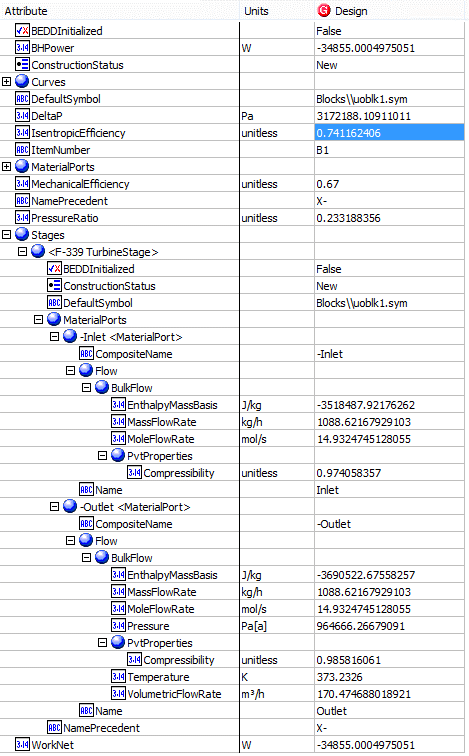 Attribute Units Design
BEDDInitialized False
BHPower W -34855.0004975051
ConstructionStatus New
Curves
DefaultSymbol Blocks\\uoblk1.sym
DeltaP Pa 3172188.10911011
IsentropicEfficiency unitless 0.741162406
ItemNumber B1
MaterialPorts
MechanicalEfficiency unitless 0.67
NamePrecedent X-
PressureRatio unitless 0.233188356
Stages
<F-339 TurbineStage>
BEDDInitialized False
ConstructionStatus New
DefaultSymbol Blocks\\uoblk1.sym
MaterialPorts
-Inlet <MaterialPort>
CompositeName -Inlet
Flow
BulkFlow
EnthalpyMassBasis J/kg -3518487.92176262
MassFlowRate kg/h 1088.62167929103
MoleFlowRate mol/s 14.9324745128055
PvtProperties
Compressibility unitless 0.974058357
Name Inlet
-Outlet <MaterialPort>
CompositeName -Outlet
Flow
BulkFlow
EnthalpyMassBasis J/kg -3690522.67558257
MassFlowRate kg/h 1088.62167929103
MoleFlowRate mol/s 14.9324745128055
Pressure Pa[a] 964666.26679091
PvtProperties
Compressibility unitless 0.985816061
Temperature K 373.2326
VolumetricFlowRate m³/h 170.474688018921
Name Outlet
NamePrecedent X-
WorkNet W -34855.0004975051